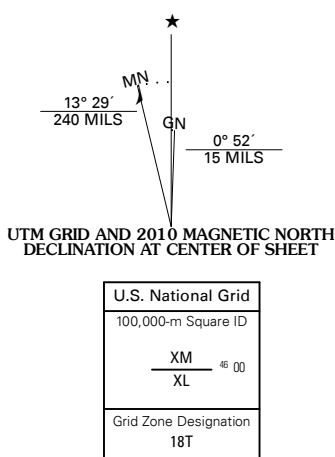 ★
MN
GN
13° 29´
240 MILS
0° 52´
15 MILS
UTM GRID AND 2010 MAGNETIC NORTH
DECLINATION AT CENTER OF SHEET
U.S. National Grid
100,000-m Square ID
XM
46 00
XL
Grid Zone Designation
18T